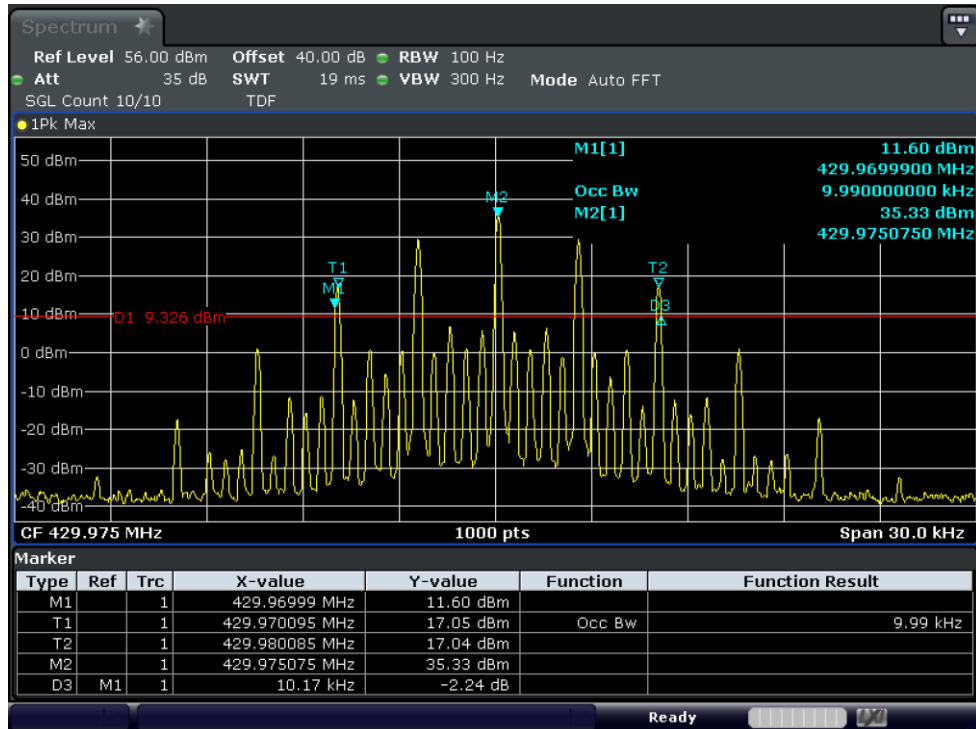 Spectrum
Ref Level 56.00 dBm Offset 40.00 dB RBW 100 Hz
Att 35 dB SWT 19 ms VBW 300 Hz Mode Auto FFT
SGL Count 10/10 TDF
1Pk Max
M1[1] 11.60 dBm
429.9699900 MHz
Occ Bw 9.990000000 kHz
M2[1] 35.33 dBm
429.9750750 MHz
50 dBm
40 dBm
M2
30 dBm
20 dBm
T1
T2
M1
10 dBm
D1 9.326 dBm
D3
0 dBm
-10 dBm
-20 dBm
-30 dBm
-40 dBm
CF 429.975 MHz 1000 pts Span 30.0 kHz
Marker
Type Ref Trc X-value Y-value Function Function Result
M1 1 429.96999 MHz 11.60 dBm
T1 1 429.970095 MHz 17.05 dBm Occ Bw 9.99 kHz
T2 1 429.980085 MHz 17.04 dBm
M2 1 429.975075 MHz 35.33 dBm
D3 M1 1 10.17 kHz -2.24 dB
Ready